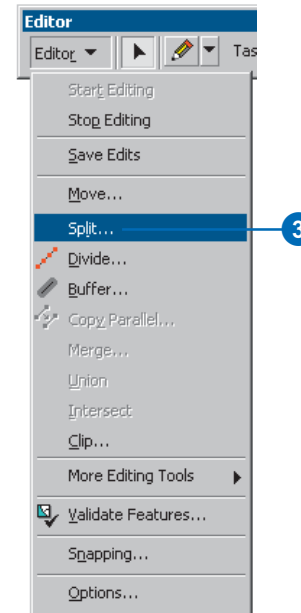 Editor
Editor Tas
Start Editing
Stop Editing
Save Edits
Move...
Split...
3
Divide...
Buffer...
Copy Parallel...
Merge...
Union
Intersect
Clip...
More Editing Tools
Validate Features...
Snapping...
Options...